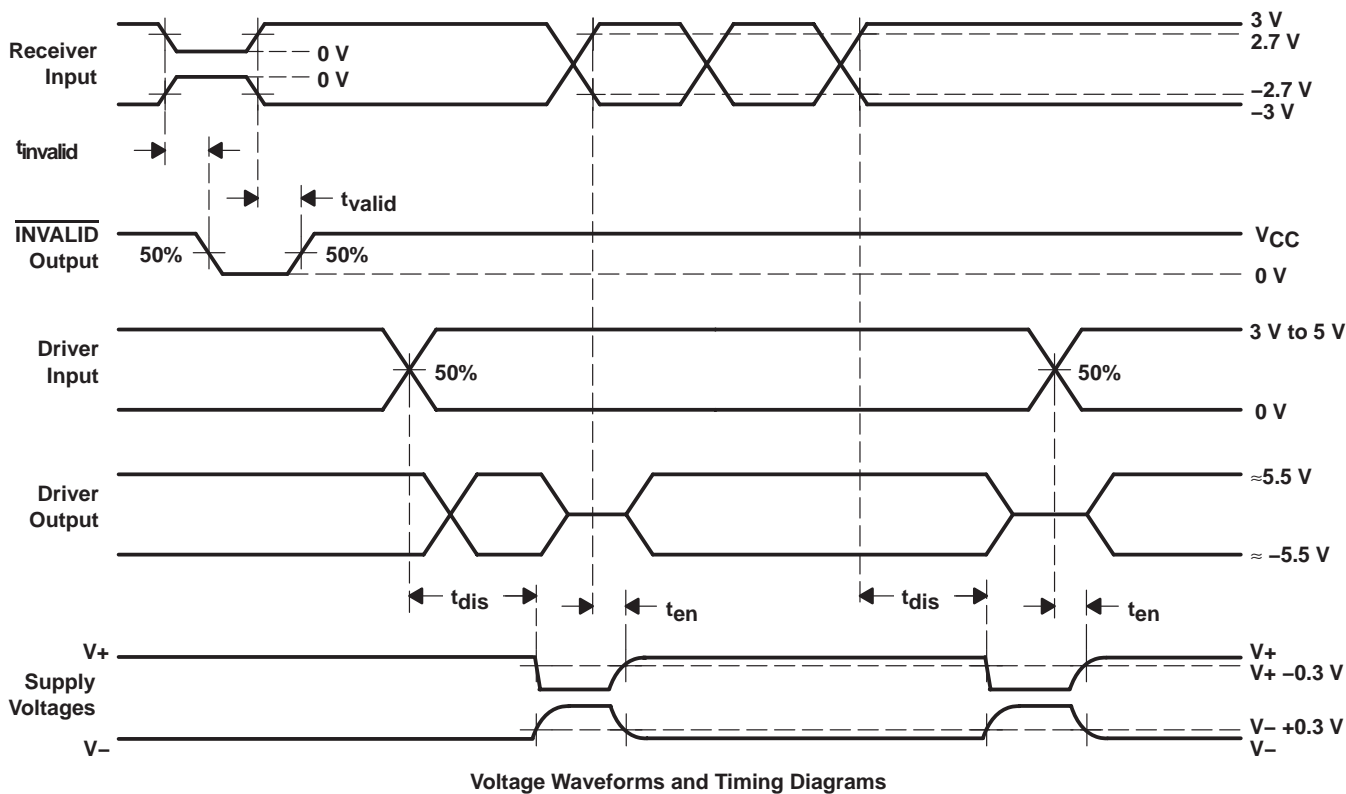 3 V
2.7 V
Receiver
Input
0 V
0 V
−2.7 V
−3 V
tinvalid
tvalid
INVALID
Output
50%
50%
VCC
0 V
Driver
Input
50%
50%
3 V to 5 V
0 V
Driver
Output
≈5.5 V
≈ −5.5 V
tdis
ten
tdis
ten
V+
Supply
Voltages
V−
V+
V+ −0.3 V
V− +0.3 V
V−
Voltage Waveforms and Timing Diagrams